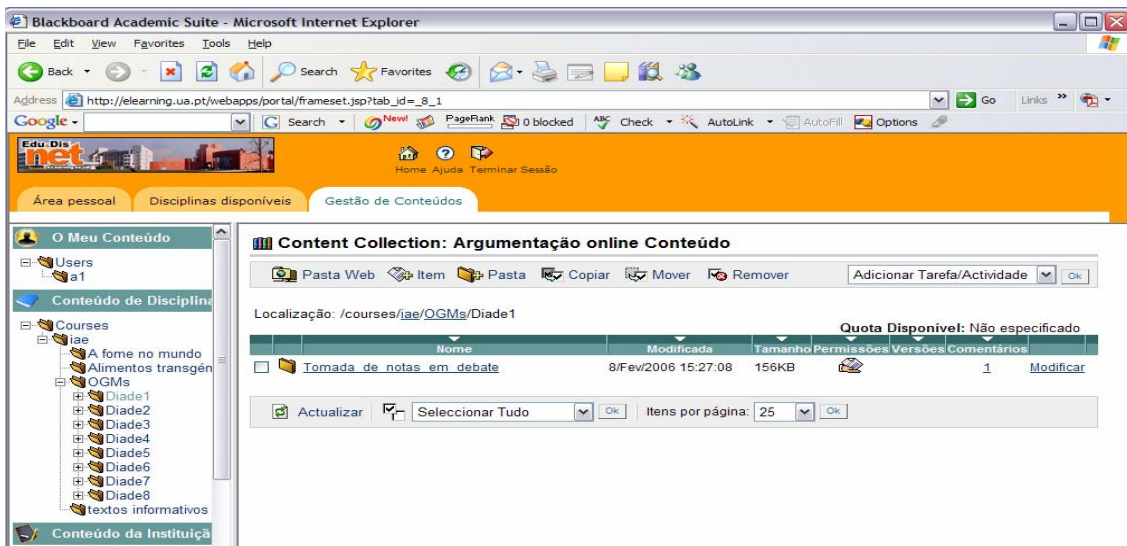 Blackboard Academic Suite - Microsoft Internet Explorer
File Edit View Favorites Tools Help
Back Search Favorites
Address http://elearning.ua.pt/webapps/portal/frameset.jsp?tab_id=_8_1 Go Links »
Google Search New! PageRank 0 blocked ABC Check AutoLink AutoFill Options
Edu.Dis
net
Home Ajuda Terminar Sessão
Área pessoal Disciplinas disponíveis Gestão de Conteúdos
O Meu Conteúdo
Users
a1
Conteúdo de Disciplina
Courses
iae
A fome no mundo
Alimentos transgén
OGMs
Diade1
Diade2
Diade3
Diade4
Diade5
Diade6
Diade7
Diade8
textos informativos
Conteúdo da Instituiçã
Content Collection: Argumentação online Conteúdo
Pasta Web Item Pasta Copiar Mover Remover Adicionar Tarefa/Actividade Ok
Localização: /courses/iae/OGMs/Diade1
Quota Disponível: Não especificado
Nome Modificada Tamanho Permissões Versões Comentários
Tomada de notas em debate 8/Fev/2006 15:27:08 156KB 1 Modificar
Actualizar Seleccionar Tudo Ok Itens por página: 25 Ok